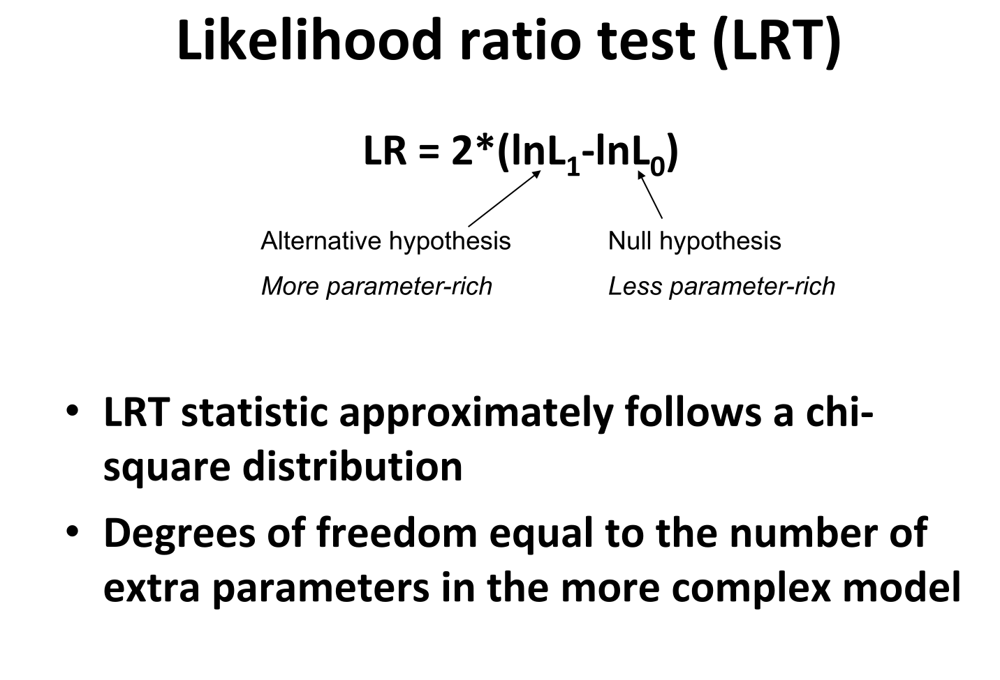 Likelihood ratio test (LRT)
LR = 2*(lnL1-lnL0)
Alternative hypothesis
Null hypothesis
More parameter-rich
Less parameter-rich
• LRT statistic approximately follows a chi-
square distribution
• Degrees of freedom equal to the number of
extra parameters in the more complex model